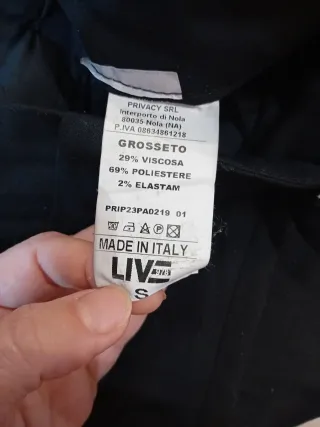 PRIVACY SRL
Interporto di Nola
80035 Nola (NA)
P.IVA 08634861218
GROSSETO
29% VISCOSA
69% POLIESTERE
2% ELASTAM
PRIP23PA0219 01
MADE IN ITALY
LIVE
S